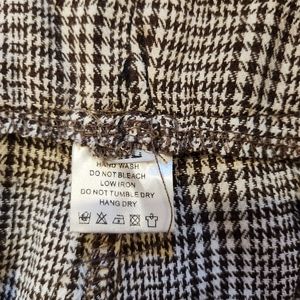 HAND WASH
DO NOT BLEACH
LOW IRON
DO NOT TUMBLE DRY
HANG DRY